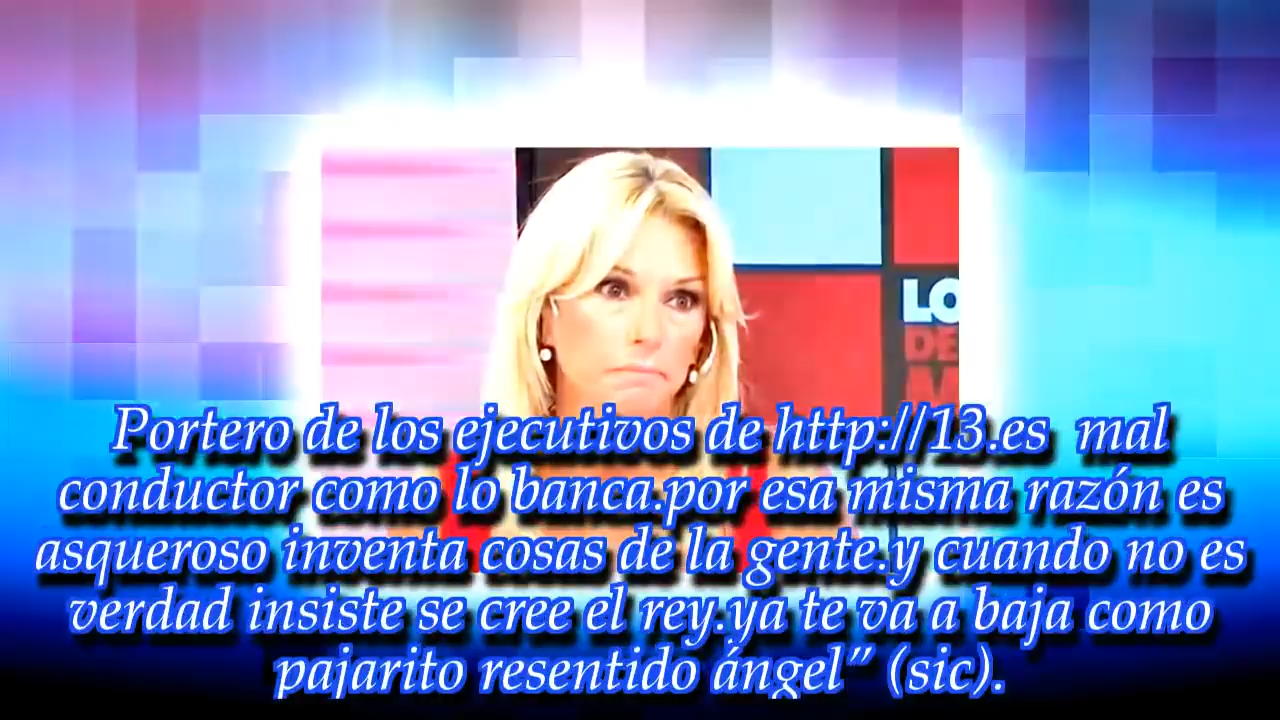 LO
DE
M
Portero de los ejecutivos de http://13.es mal
conductor como lo banca.por esa misma razón es
asqueroso inventa cosas de la gente.y cuando no es
verdad insiste se cree el rey.ya te va a baja como
pajarito resentido ángel” (sic).